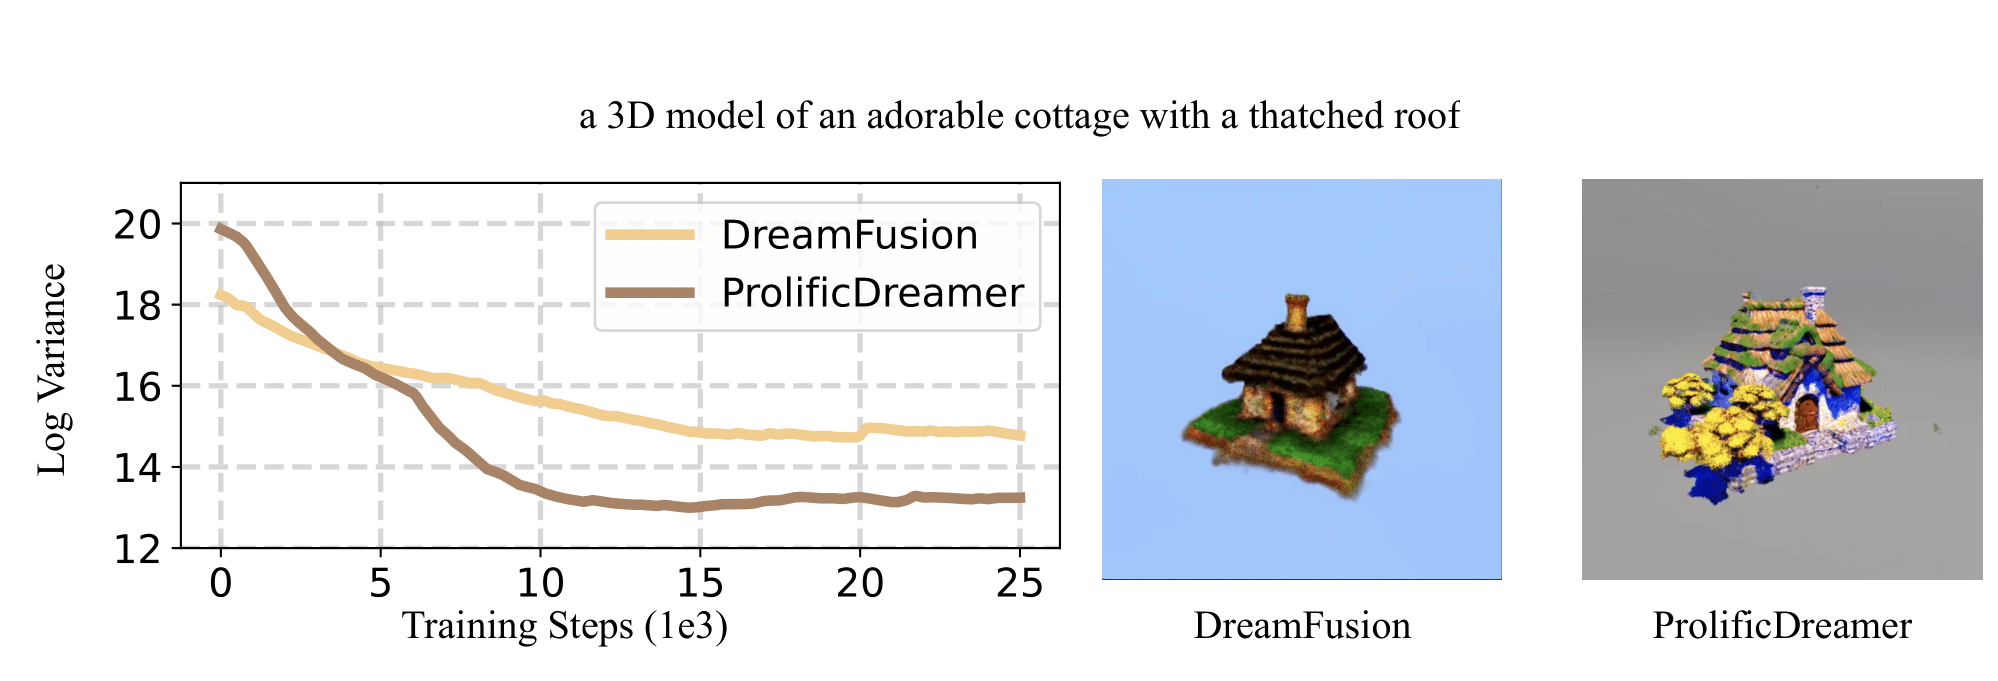 a 3D model of an adorable cottage with a thatched roof
Log Variance
20
18
16
14
12
DreamFusion
ProlificDreamer
0 5 10 15 20 25
Training Steps (1e3)
DreamFusion
ProlificDreamer